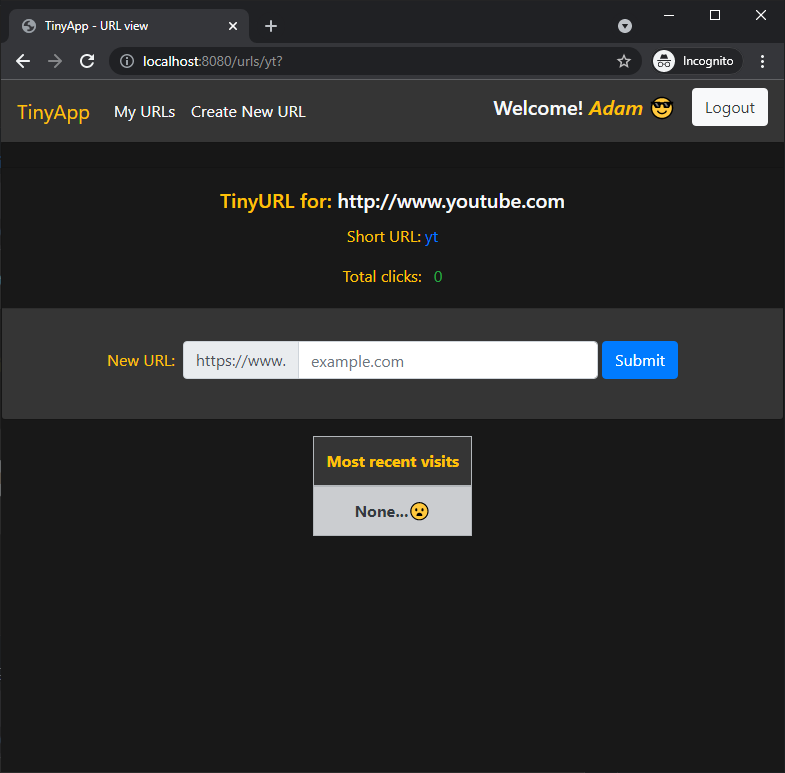 TinyApp - URL view
localhost:8080/urls/yt?
Incognito
TinyApp My URLs Create New URL Welcome! Adam 😎 Logout
TinyURL for: http://www.youtube.com
Short URL: yt
Total clicks: 0
New URL: https://www. example.com Submit
Most recent visits
None...😦